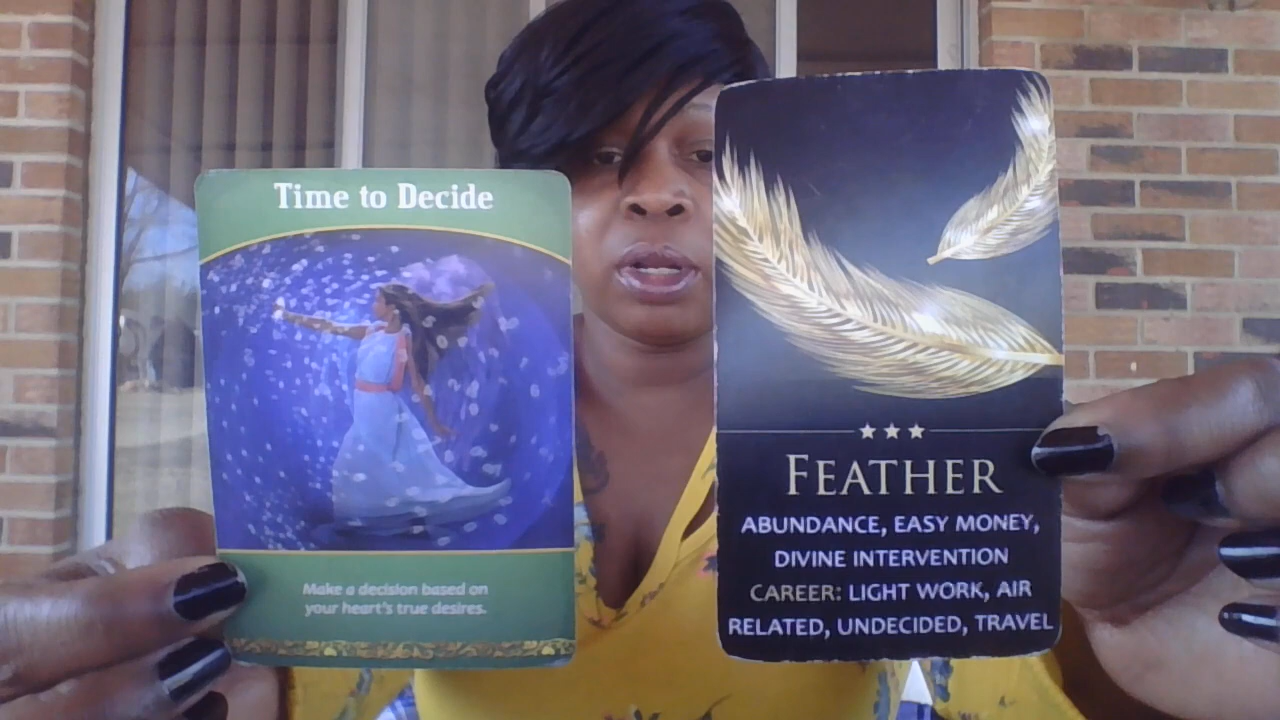 Time to Decide
Make a decision based on
your heart's true desires.
FEATHER
ABUNDANCE, EASY MONEY,
DIVINE INTERVENTION
CAREER: LIGHT WORK, AIR
RELATED, UNDECIDED, TRAVEL